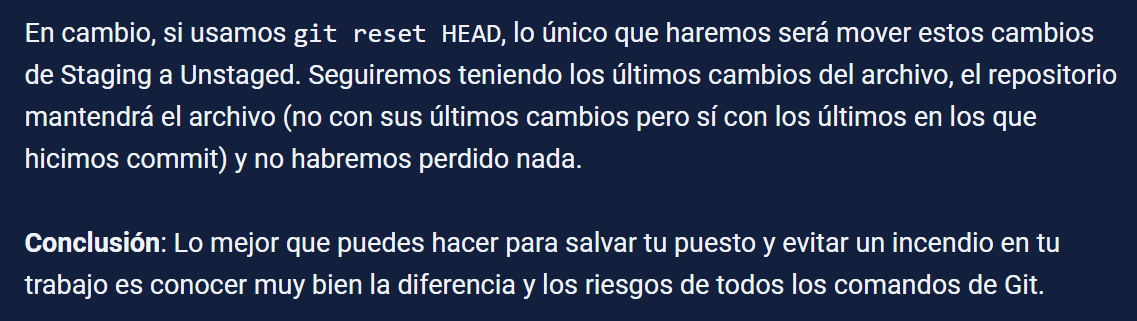 En cambio, si usamos git reset HEAD, lo único que haremos será mover estos cambios
de Staging a Unstaged. Seguiremos teniendo los últimos cambios del archivo, el repositorio
mantendrá el archivo (no con sus últimos cambios pero sí con los últimos en los que
hicimos commit) y no habremos perdido nada.
Conclusión: Lo mejor que puedes hacer para salvar tu puesto y evitar un incendio en tu
trabajo es conocer muy bien la diferencia y los riesgos de todos los comandos de Git.